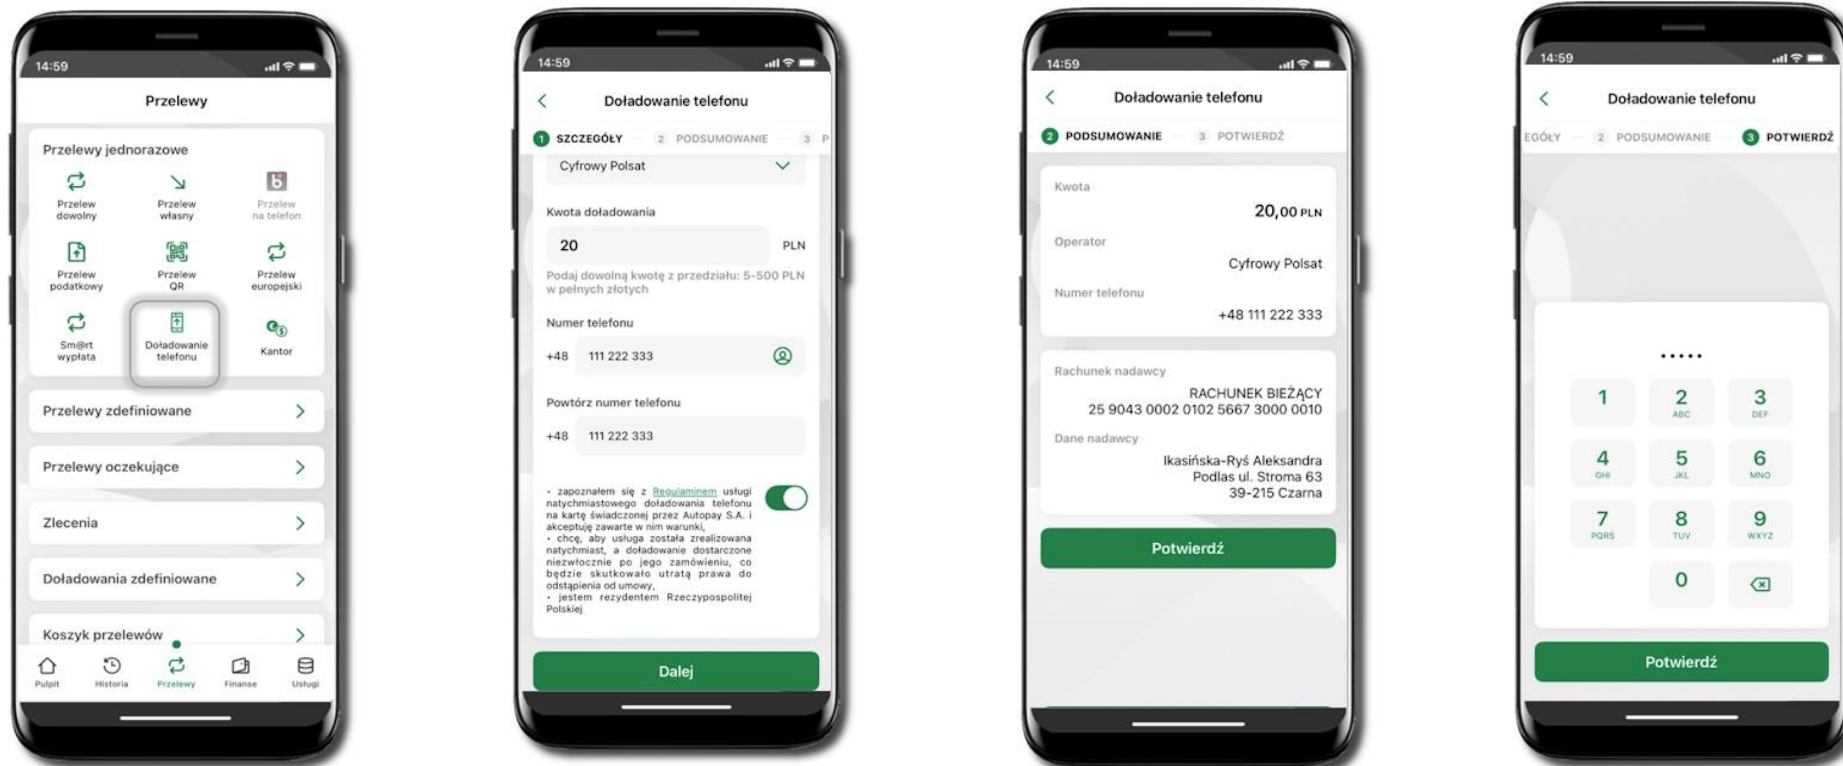 14:59
Przelewy
Przelewy jednorazowe
Przelew
dowolny
Przelew
własny
Przelew
na telefon
Przelew
podatkowy
Przelew
QR
Przelew
europejski
Sm@rt
wypłata
Doładowanie
telefonu
Kantor
Przelewy zdefiniowane
Przelewy oczekujące
Zlecenia
Doładowania zdefiniowane
Koszyk przelewów
Pulpit
Historia
Przelewy
Finanse
Usługi
14:59
Doładowanie telefonu
1 SZCZEGÓŁY 2 PODSUMOWANIE 3 P
Cyfrowy Polsat
Kwota doładowania
20 PLN
Podaj dowolną kwotę z przedziału: 5-500 PLN
w pełnych złotych
Numer telefonu
+48 111 222 333
Powtórz numer telefonu
+48 111 222 333
• zapoznałem się z Regulaminem usługi
natychmiastowego doładowania telefonu
na kartę świadczonej przez Autopay S.A. i
akceptuję zawarte w nim warunki,
• chcę, aby usługa została zrealizowana
natychmiast, a doładowanie dostarczone
niezwłocznie po jego zamówieniu, co
będzie skutkowało utratą prawa do
odstąpienia od umowy,
• jestem rezydentem Rzeczypospolitej
Polskiej
Dalej
14:59
Doładowanie telefonu
2 PODSUMOWANIE 3 POTWIERDŹ
Kwota
20,00 PLN
Operator
Cyfrowy Polsat
Numer telefonu
+48 111 222 333
Rachunek nadawcy
RACHUNEK BIEŻĄCY
25 9043 0002 0102 5667 3000 0010
Dane nadawcy
Ikasińska-Ryś Aleksandra
Podlas ul. Stroma 63
39-215 Czarna
Potwierdź
14:59
Doładowanie telefonu
EGÓŁY 2 PODSUMOWANIE 3 POTWIERDŹ
1 2 3
ABC DEF
4 5 6
GHI JKL MNO
7 8 9
PQRS TUV WXYZ
0
Potwierdź